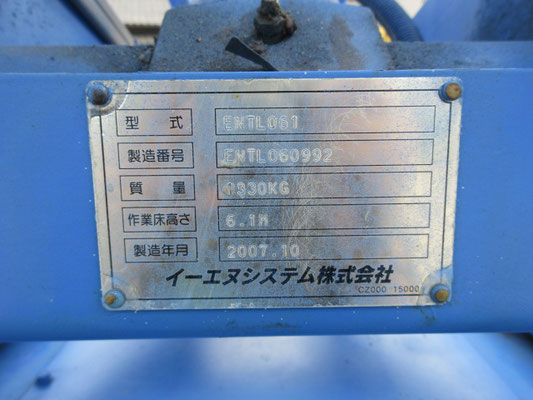 型式 ENTL061
製造番号 ENTL060992
質量 1330KG
作業床高さ 6.1M
製造年月 2007.10
イーエヌシステム株式会社
CZ000 15000